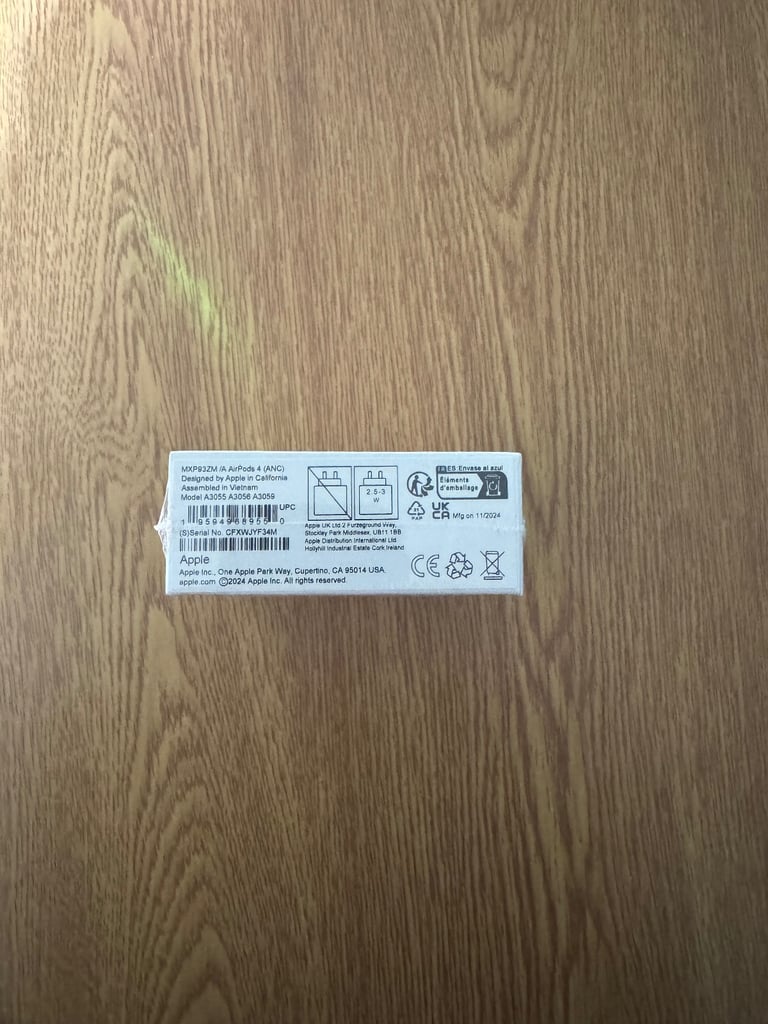 MXP93ZM /A AirPods 4 (ANC)
Designed by Apple in California
Assembled in Vietnam
Model A3055 A3056 A3059
UPC
(S)Serial No. CFXWJYF34M
Apple
Apple Inc., One Apple Park Way, Cupertino, CA 95014 USA.
apple.com ©2024 Apple Inc. All rights reserved.
2.5-3
W
Apple UK Ltd 2 Furzeground Way,
Stockley Park Middlesex, UB11 1BB
Apple Distribution International Ltd
Hollyhill Industrial Estate Cork Ireland
FR ES: Envase al azul
Éléments
d'emballage
21
PAP
UK
CA
Mfg on 11/2024
CE